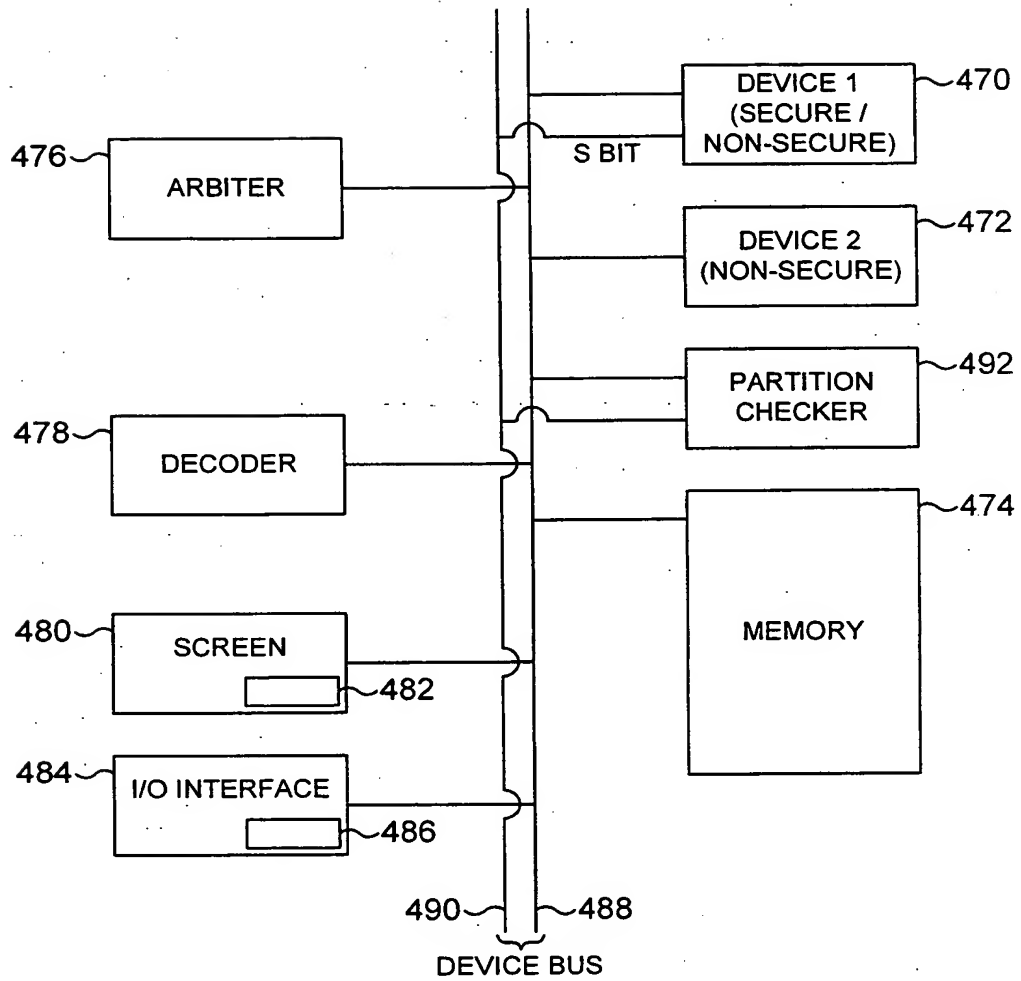 DEVICE 1
(SECURE /
NON-SECURE)
470
S BIT
476
ARBITER
DEVICE 2
(NON-SECURE)
472
PARTITION
CHECKER
492
478
DECODER
MEMORY
474
480
SCREEN
482
484
I/O INTERFACE
486
490
488
DEVICE BUS